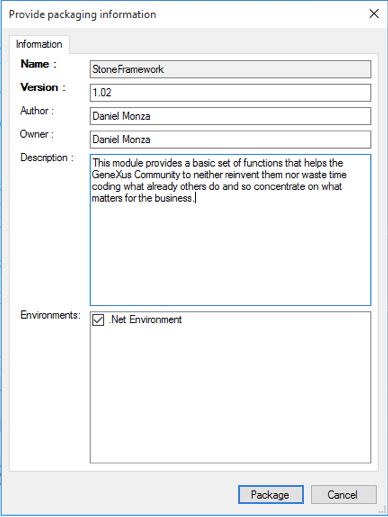 Provide packaging information
Information
Name :
StoneFramework
Version :
1.02
Author :
Daniel Monza
Owner :
Daniel Monza
Description :
This module provides a basic set of functions that helps the
GeneXus Community to neither reinvent them nor waste time
coding what already others do and so concentrate on what
matters for the business.
Environments:
.Net Environment
Package
Cancel